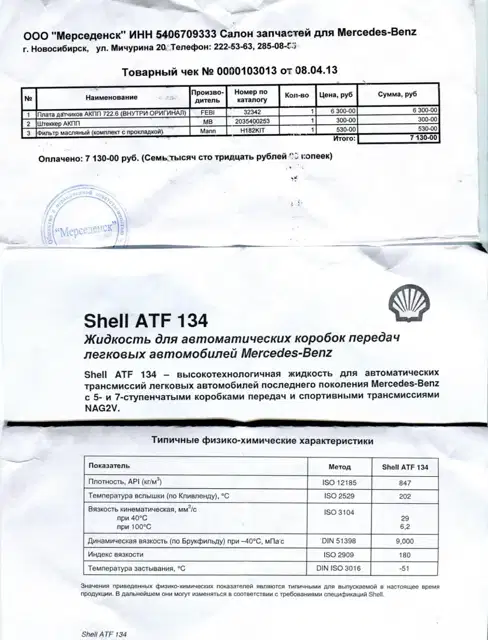 ООО "Мерседенск" ИНН 5406709333 Салон запчастей для Mercedes-Benz
г. Новосибирск, ул. Мичурина 20 Телефон: 222-53-63, 285-08-
Товарный чек № 0000103013 от 08.04.13
№ Наименование Произво-дитель Номер по каталогу Кол-во Цена, руб Сумма, руб
1 Плата датчиков АКПП 722.6 (ВНУТРИ ОРИГИНАЛ) FEBI 32342 1 6 300-00 6 300-00
2 Штеккер АКПП MB 2035400253 1 300-00 300-00
3 Фильтр масляный (комплект с прокладкой) Mann H182KIT 1 530-00 530-00
Итого: 7 130-00
Оплачено: 7 130-00 руб. (Семь тысяч сто тридцать рублей копеек)
"Мерседенск"
Shell ATF 134
Жидкость для автоматических коробок передач
легковых автомобилей Mercedes-Benz
Shell ATF 134 – высокотехнологичная жидкость для автоматических
трансмиссий легковых автомобилей последнего поколения Mercedes-Benz
с 5- и 7-ступенчатыми коробками передач и спортивными трансмиссиями
NAG2V.
Типичные физико-химические характеристики
Показатель Метод Shell ATF 134
Плотность, API (кг/м³) ISO 12185 847
Температура вспышки (по Кливленду), °С ISO 2529 202
Вязкость кинематическая, мм²/с ISO 3104
при 40°С 29
при 100°С 6,2
Динамическая вязкость (по Брукфильду) при –40°С, мПа·с DIN 51398 9,000
Индекс вязкости ISO 2909 180
Температура застывания, °С DIN ISO 3016 -51
Значения приведенных физико-химических показателей являются типичными для выпускаемой в настоящее время
продукции. В дальнейшем они могут изменяться в соответствии с требованиями спецификаций Shell.
Shell ATF 134